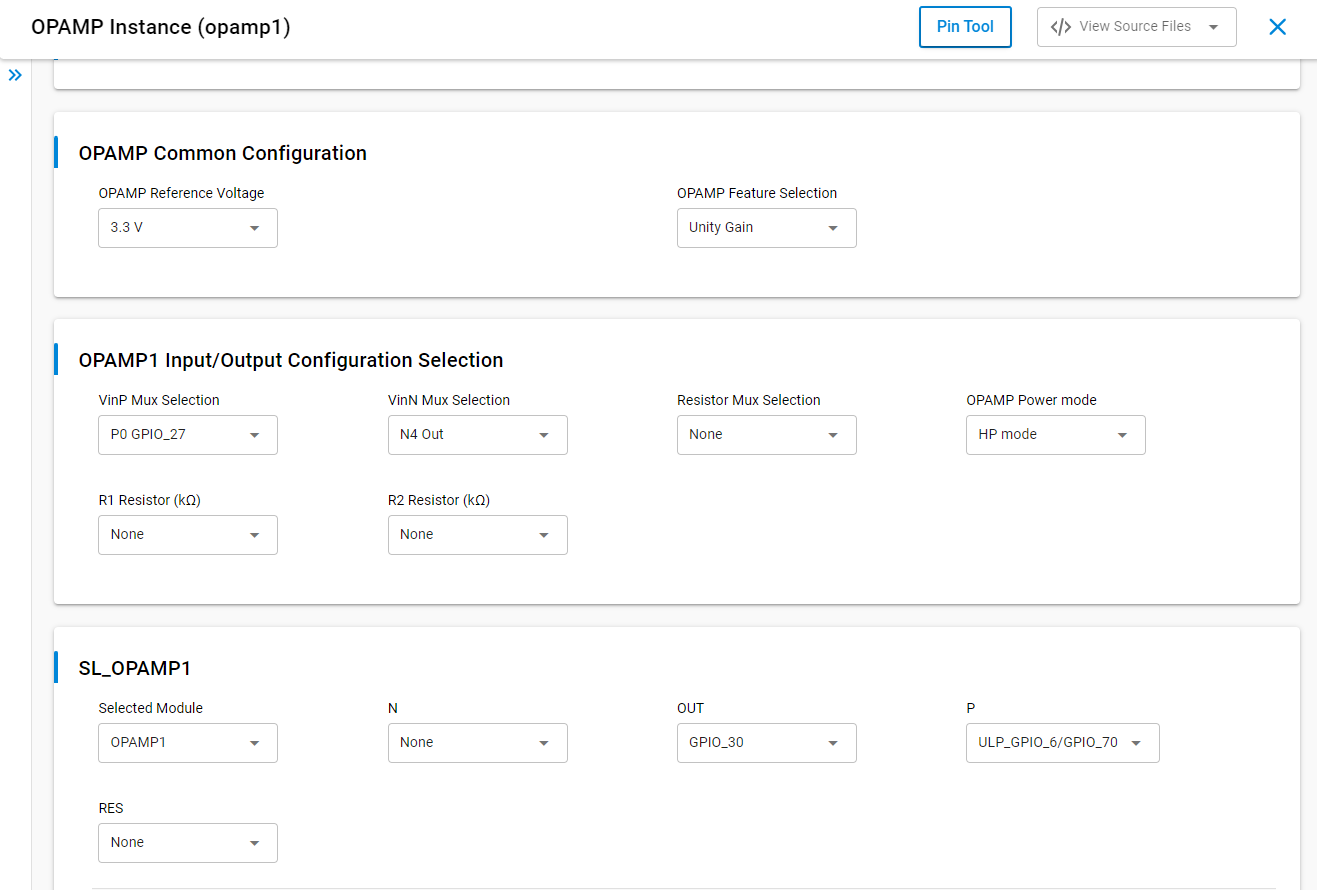 OPAMP Instance (opamp1)
Pin Tool
</> View Source Files
OPAMP Common Configuration
OPAMP Reference Voltage
OPAMP Feature Selection
3.3 V
Unity Gain
OPAMP1 Input/Output Configuration Selection
VinP Mux Selection
VinN Mux Selection
Resistor Mux Selection
OPAMP Power mode
P0 GPIO_27
N4 Out
None
HP mode
R1 Resistor (kΩ)
R2 Resistor (kΩ)
None
None
SL_OPAMP1
Selected Module
N
OUT
P
OPAMP1
None
GPIO_30
ULP_GPIO_6/GPIO_70
RES
None